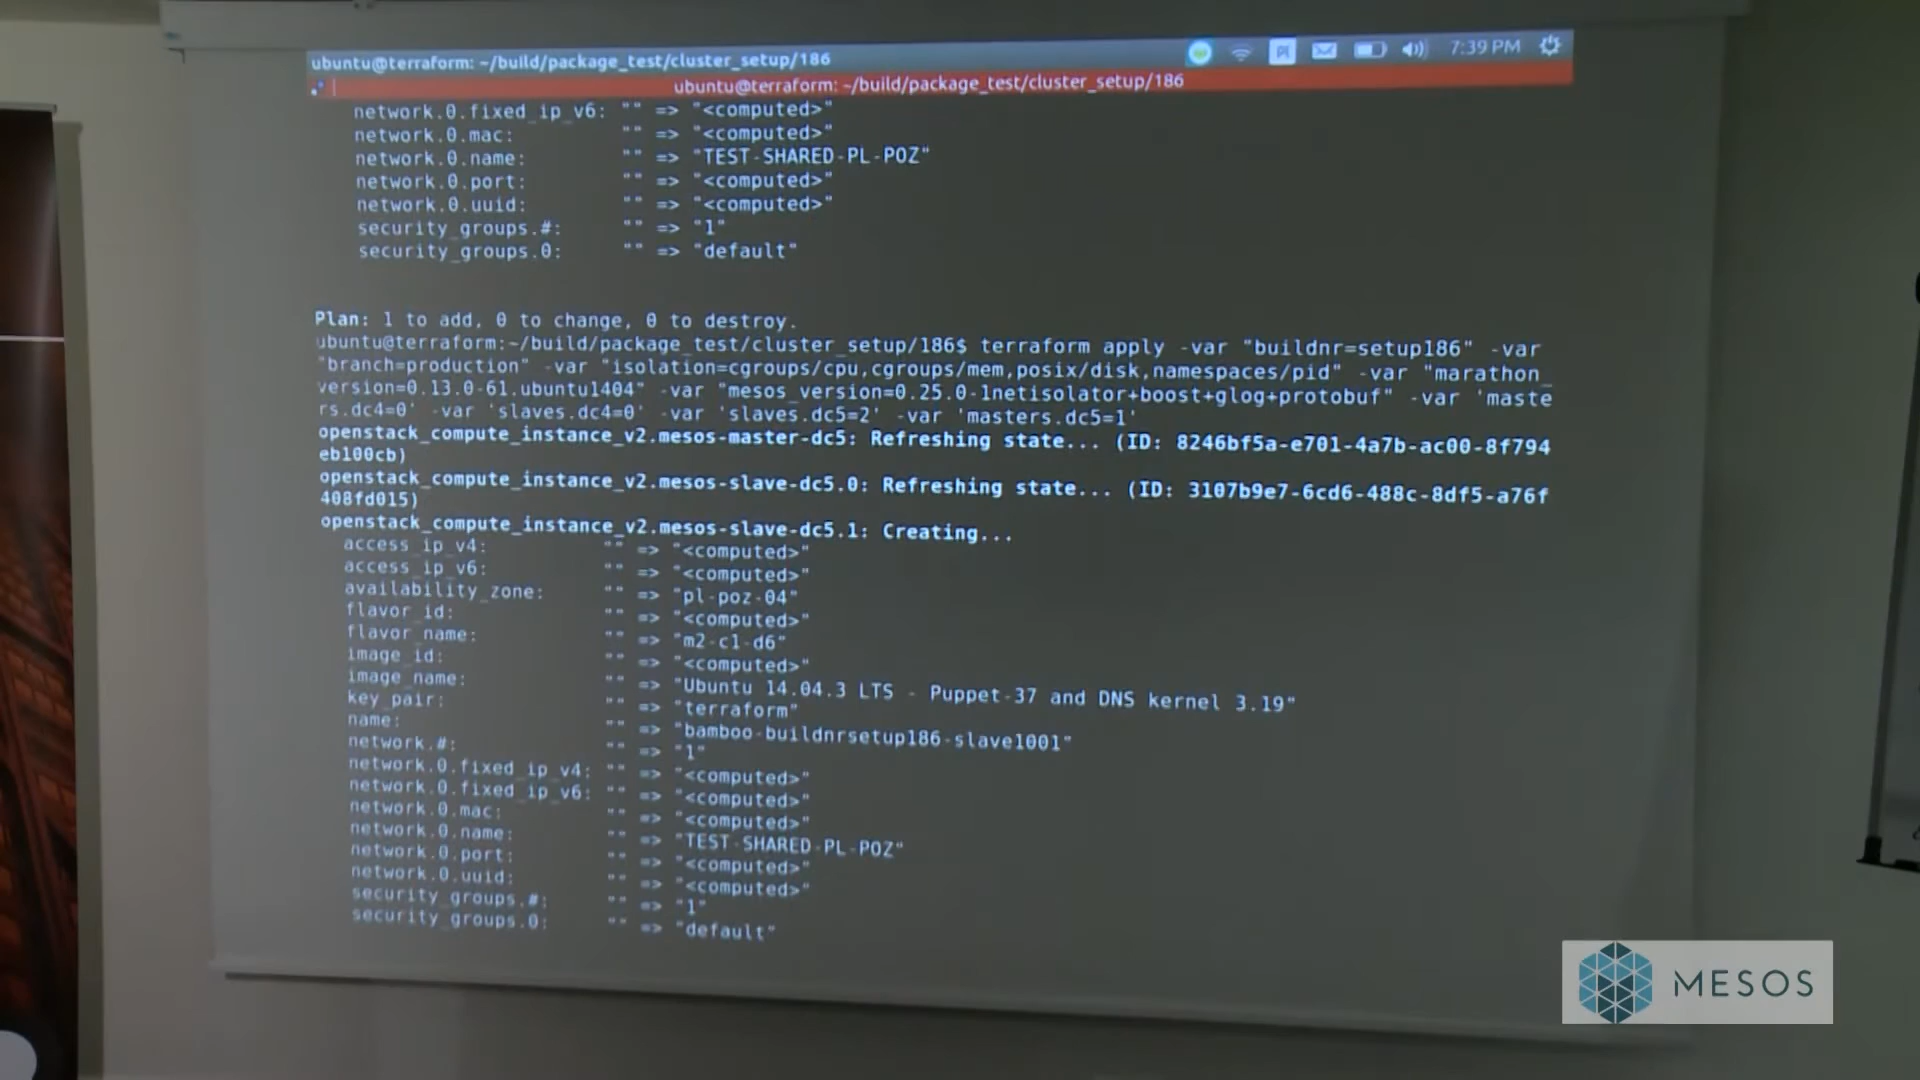 ubuntu@terraform: ~/build/package_test/cluster_setup/186
7:39 PM
ubuntu@terraform: ~/build/package_test/cluster_setup/186
network.0.fixed_ip_v6: "" => "<computed>"
network.0.mac: "" => "<computed>"
network.0.name: "" => "TEST-SHARED-PL-POZ"
network.0.port: "" => "<computed>"
network.0.uuid: "" => "<computed>"
security_groups.#: "" => "1"
security_groups.0: "" => "default"
Plan: 1 to add, 0 to change, 0 to destroy.
ubuntu@terraform:~/build/package_test/cluster_setup/186$ terraform apply -var "buildnr=setup186" -var
"branch=production" -var "isolation=cgroups/cpu,cgroups/mem,posix/disk,namespaces/pid" -var "marathon_
version=0.13.0-61.ubuntu1404" -var "mesos_version=0.25.0-1netisolator+boost+glog+protobuf" -var 'maste
rs.dc4=0' -var 'slaves.dc4=0' -var 'slaves.dc5=2' -var 'masters.dc5=1'
openstack_compute_instance_v2.mesos-master-dc5: Refreshing state... (ID: 8246bf5a-e701-4a7b-ac00-8f794
eb100cb)
openstack_compute_instance_v2.mesos-slave-dc5.0: Refreshing state... (ID: 3107b9e7-6cd6-488c-8df5-a76f
408fd015)
openstack_compute_instance_v2.mesos-slave-dc5.1: Creating...
access_ip_v4: "" => "<computed>"
access_ip_v6: "" => "<computed>"
availability_zone: "" => "pl-poz-04"
flavor_id: "" => "<computed>"
flavor_name: "" => "m2-c1-d6"
image_id: "" => "<computed>"
image_name: "" => "Ubuntu 14.04.3 LTS - Puppet-37 and DNS kernel 3.19"
key_pair: "" => "terraform"
name: "" => "bamboo-buildnrsetup186-slave1001"
network.#: "" => "1"
network.0.fixed_ip_v4: "" => "<computed>"
network.0.fixed_ip_v6: "" => "<computed>"
network.0.mac: "" => "<computed>"
network.0.name: "" => "TEST-SHARED-PL-POZ"
network.0.port: "" => "<computed>"
network.0.uuid: "" => "<computed>"
security_groups.#: "" => "1"
security_groups.0: "" => "default"
MESOS